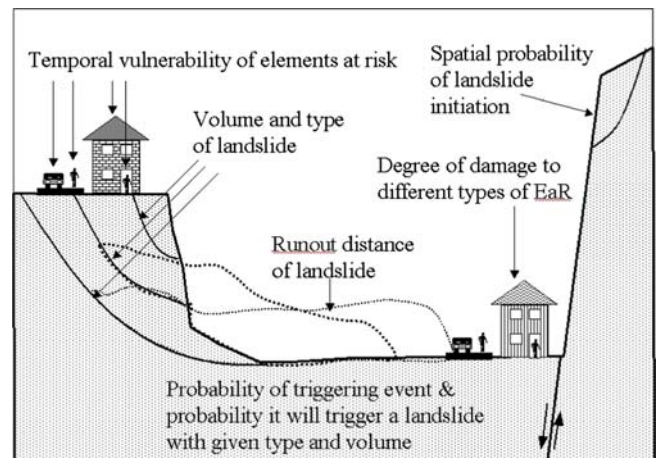 Temporal vulnerability of elements at risk
Spatial probability
of landslide
initiation
Volume and type
of landslide
Degree of damage to
different types of EaR
Runout distance
of landslide
Probability of triggering event &
probability it will trigger a landslide
with given type and volume